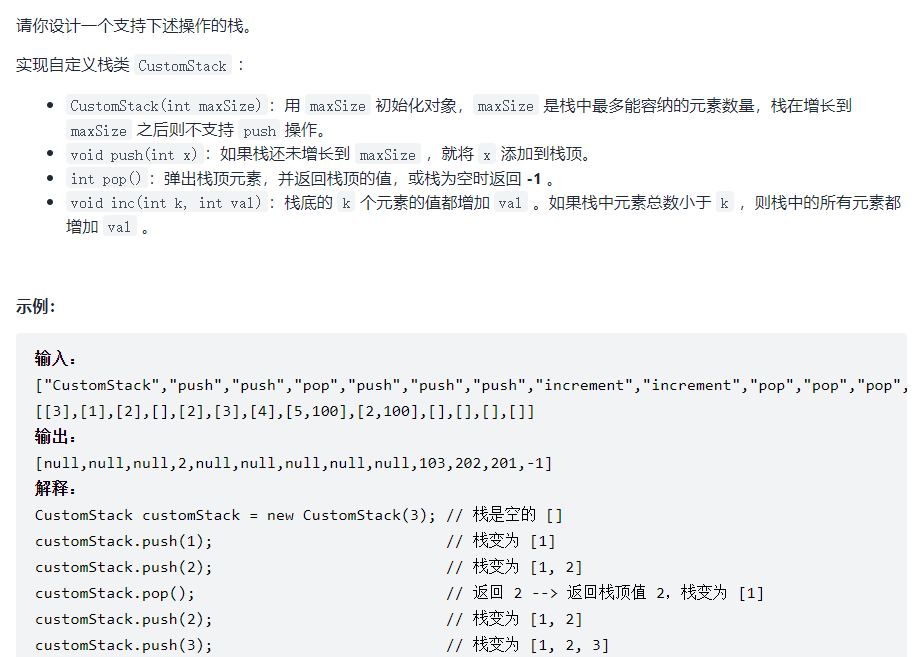 请你设计一个支持下述操作的栈。
实现自定义栈类 CustomStack ：
CustomStack(int maxSize)：用 maxSize 初始化对象，maxSize 是栈中最多能容纳的元素数量，栈在增长到
maxSize 之后则不支持 push 操作。
void push(int x)：如果栈还未增长到 maxSize ，就将 x 添加到栈顶。
int pop()：弹出栈顶元素，并返回栈顶的值，或栈为空时返回 -1 。
void inc(int k, int val)：栈底的 k 个元素的值都增加 val 。如果栈中元素总数小于 k ，则栈中的所有元素都
增加 val 。
示例：
输入：
["CustomStack","push","push","pop","push","push","push","increment","increment","pop","pop","pop",
[[3],[1],[2],[],[2],[3],[4],[5,100],[2,100],[],[],[],[]]
输出：
[null,null,null,2,null,null,null,null,null,103,202,201,-1]
解释：
CustomStack customStack = new CustomStack(3); // 栈是空的 []
customStack.push(1); // 栈变为 [1]
customStack.push(2); // 栈变为 [1, 2]
customStack.pop(); // 返回 2 --> 返回栈顶值 2，栈变为 [1]
customStack.push(2); // 栈变为 [1, 2]
customStack.push(3); // 栈变为 [1, 2, 3]